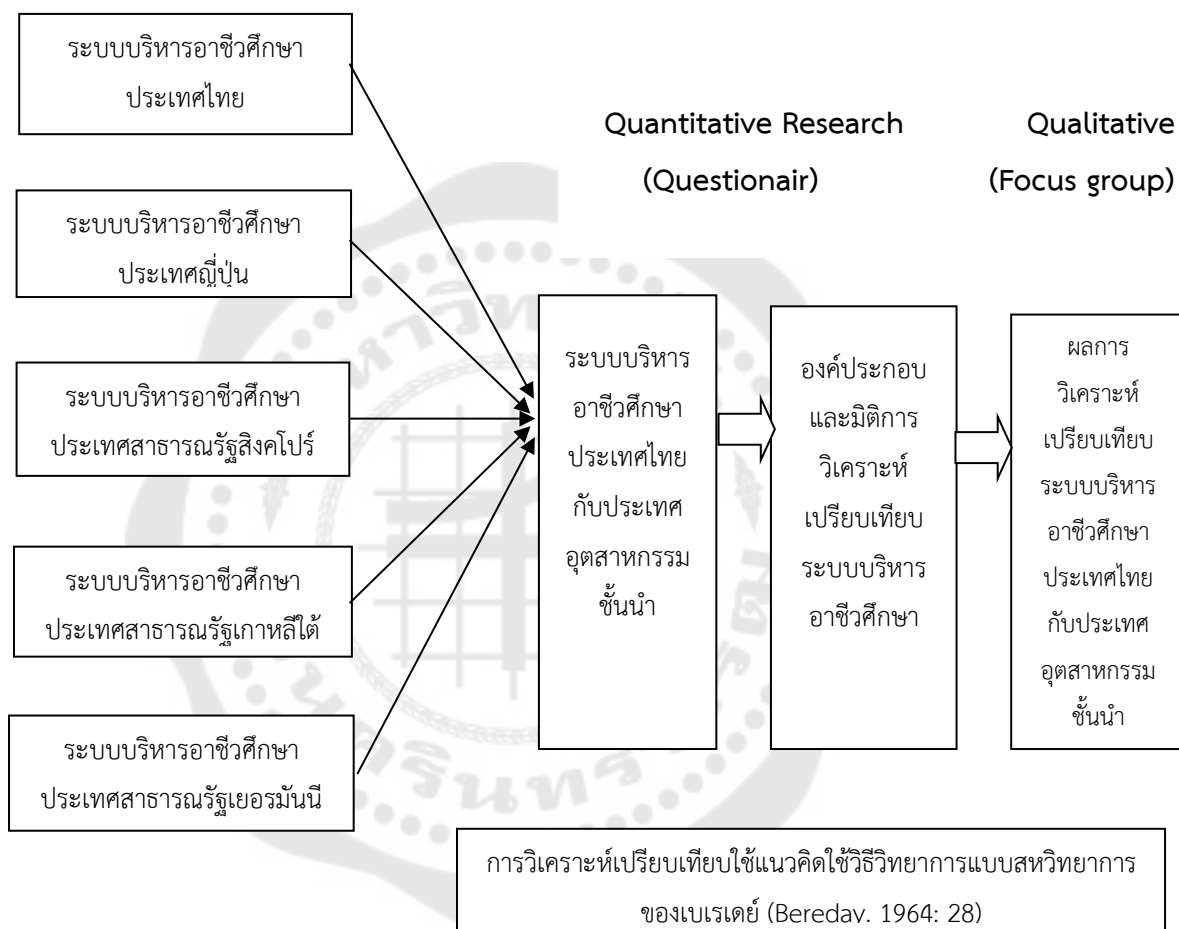 ระบบบริหารอาชีวศึกษา
ประเทศไทย
ระบบบริหารอาชีวศึกษา
ประเทศญี่ปุ่น
ระบบบริหารอาชีวศึกษา
ประเทศสาธารณรัฐสิงคโปร์
ระบบบริหารอาชีวศึกษา
ประเทศสาธารณรัฐเกาหลีใต้
ระบบบริหารอาชีวศึกษา
ประเทศสาธารณรัฐเยอรมันนี
Quantitative Research
(Questionair)
Qualitative
(Focus group)
ระบบบริหาร
อาชีวศึกษา
ประเทศไทย
กับประเทศ
อุตสาหกรรม
ชั้นนำ
องค์ประกอบ
และมิติการ
วิเคราะห์
เปรียบเทียบ
ระบบบริหาร
อาชีวศึกษา
ผลการ
วิเคราะห์
เปรียบเทียบ
ระบบบริหาร
อาชีวศึกษา
ประเทศไทย
กับประเทศ
อุตสาหกรรม
ชั้นนำ
การวิเคราะห์เปรียบเทียบใช้แนวคิดใช้วิธีวิทยาการแบบสหวิทยาการ
ของเบเรเดย์ (Bereday. 1964: 28)